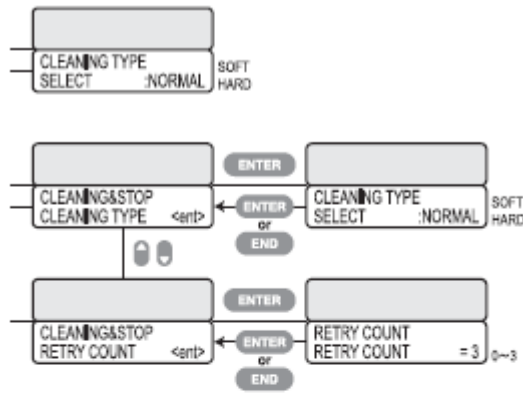 CLEANING TYPE
SELECT :NORMAL
SOFT
HARD
ENTER
CLEANING&STOP
CLEANING TYPE <ent>
ENTER
or
END
CLEANING TYPE
SELECT :NORMAL
SOFT
HARD
ENTER
CLEANING&STOP
RETRY COUNT <ent>
ENTER
or
END
RETRY COUNT
RETRY COUNT = 3
0~3